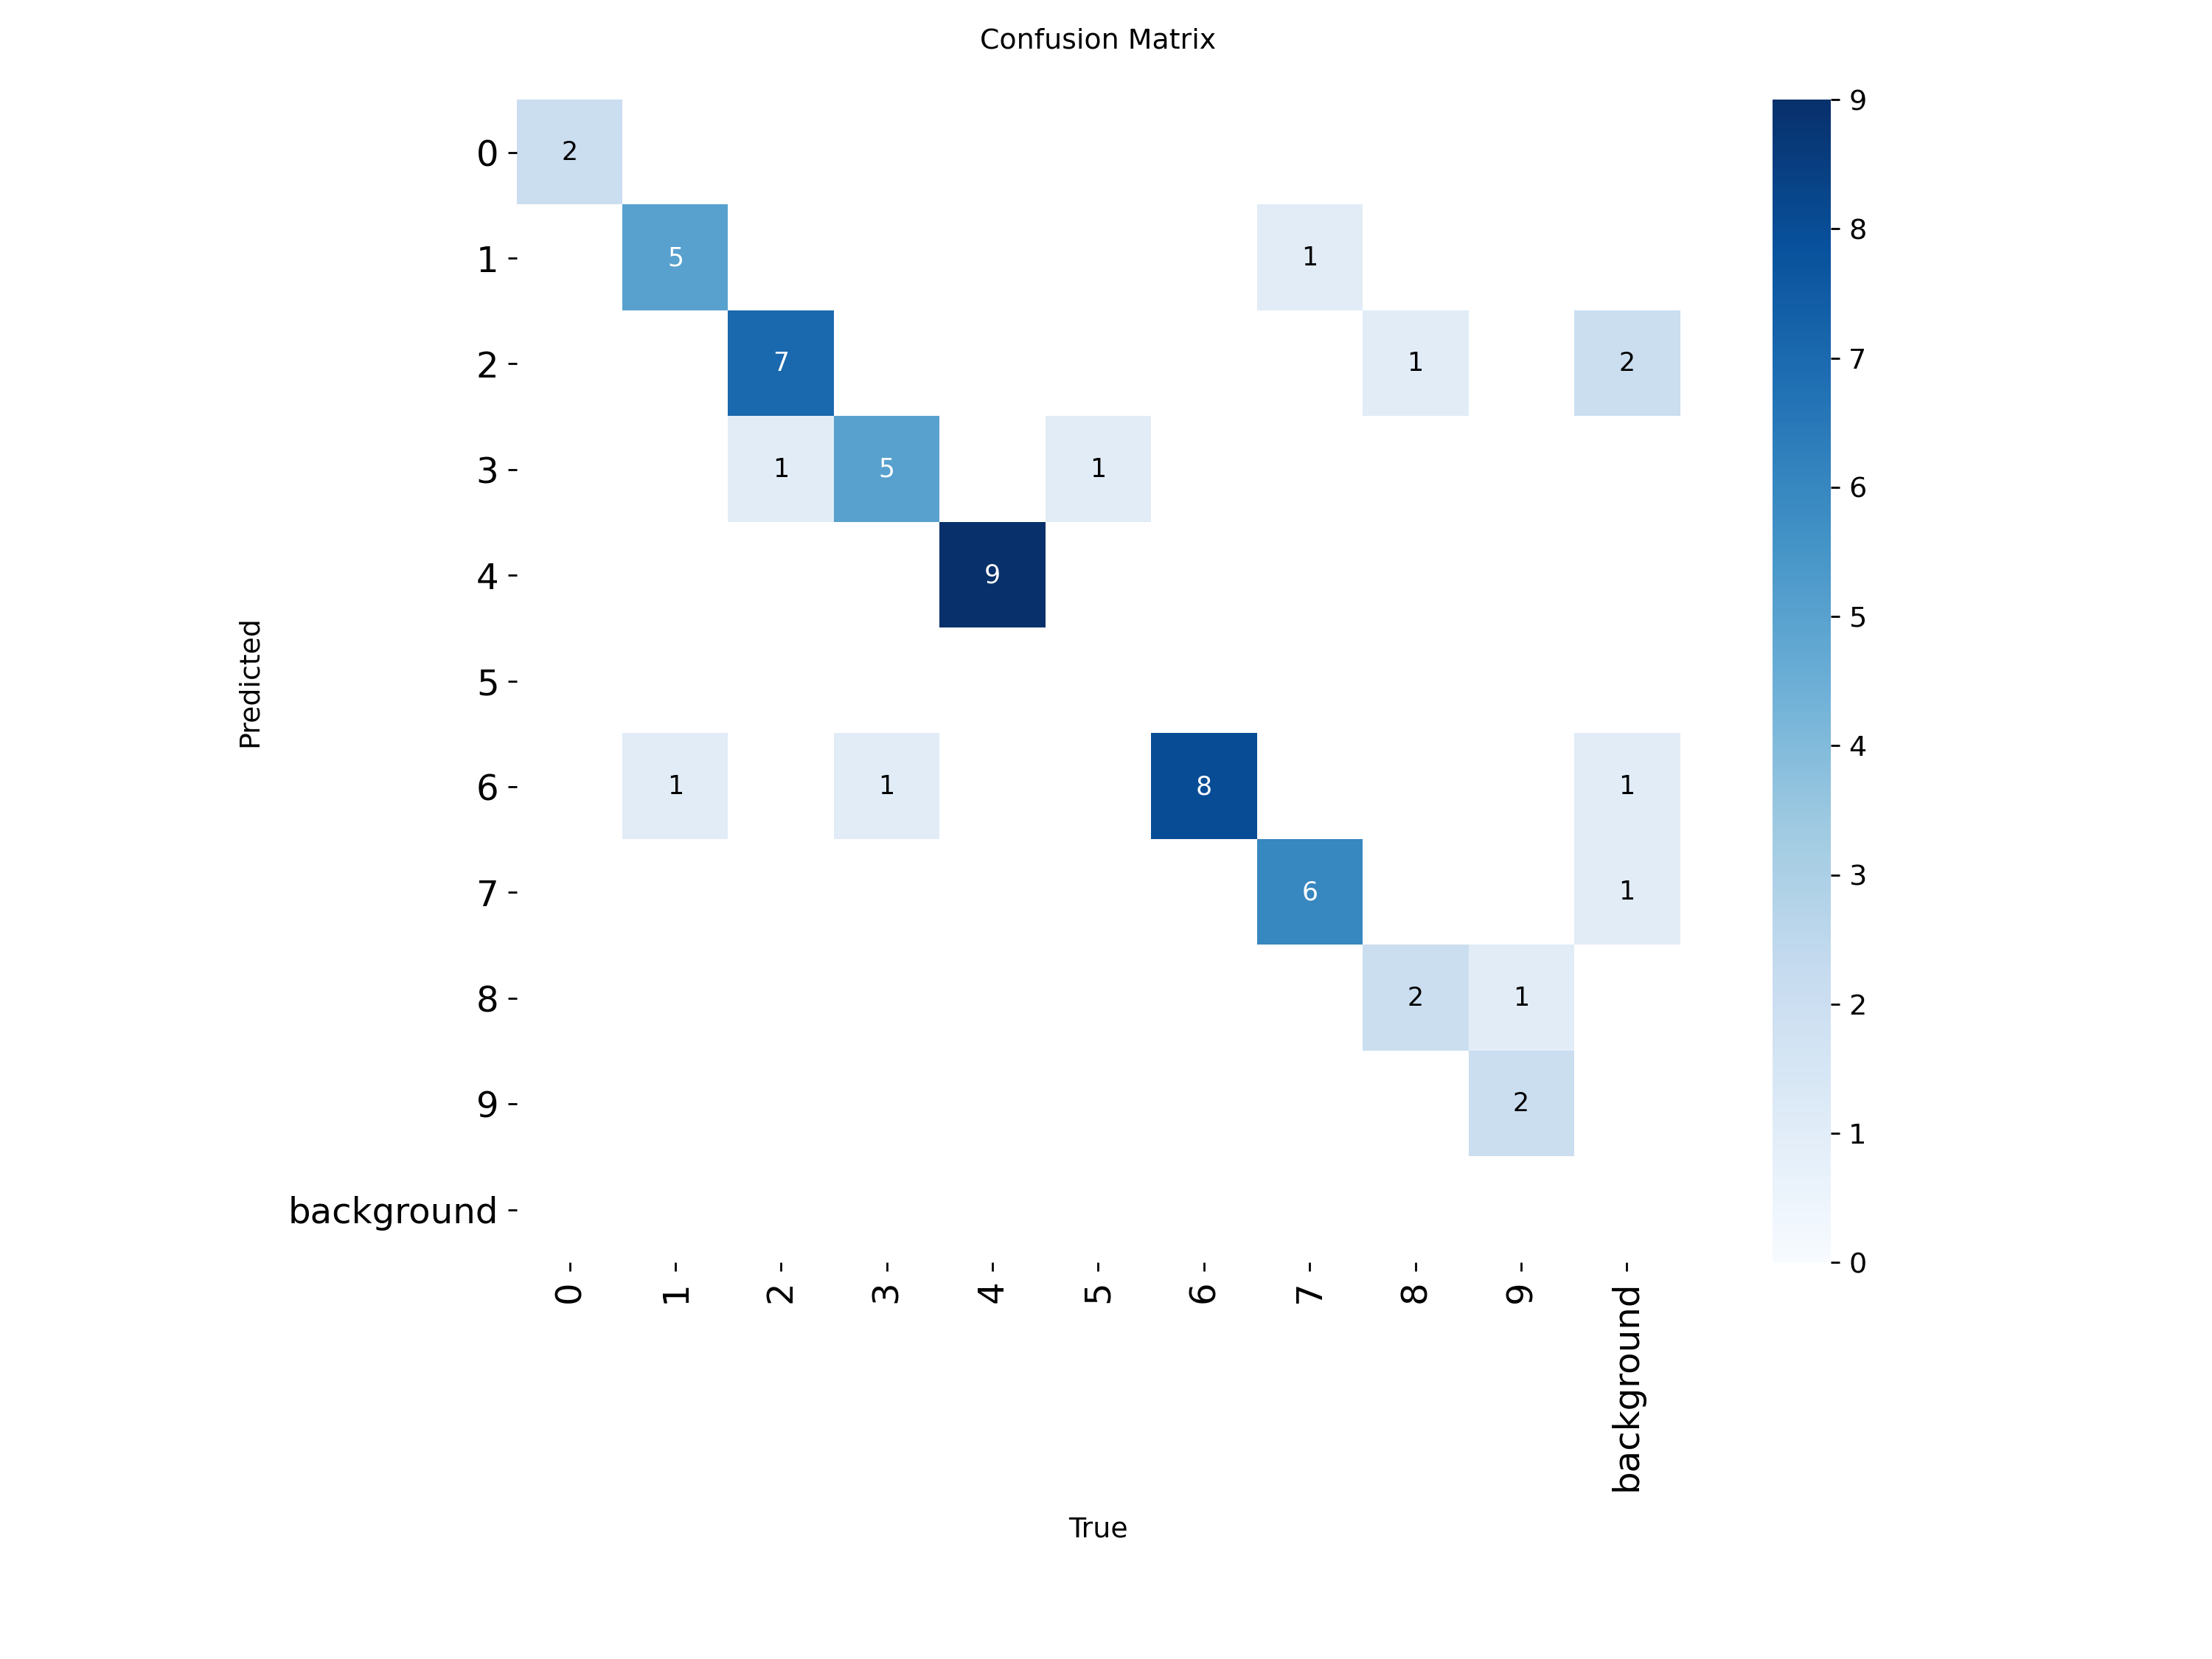 Confusion Matrix
Predicted
0 2
1 5 1
2 7 1 2
3 1 5 1
4 9
5
6 1 1 8 1
7 6 1
8 2 1
9 2
background
0 1 2 3 4 5 6 7 8 9 background
True
9
8
7
6
5
4
3
2
1
0